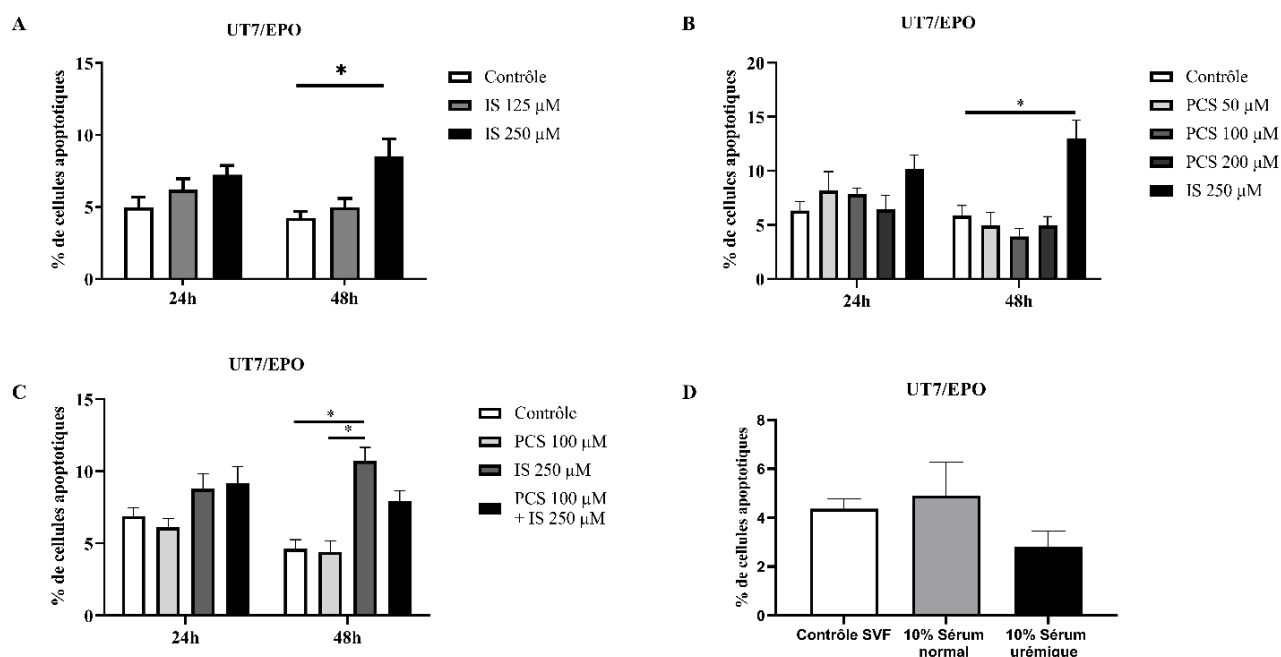 A
UT7/EPO
% de cellules apoptotiques
15
10
5
0
24h
48h
*
Contrôle
IS 125 µM
IS 250 µM
B
UT7/EPO
% de cellules apoptotiques
20
15
10
5
0
24h
48h
*
Contrôle
PCS 50 µM
PCS 100 µM
PCS 200 µM
IS 250 µM
C
UT7/EPO
% de cellules apoptotiques
15
10
5
0
24h
48h
*
*
Contrôle
PCS 100 µM
IS 250 µM
PCS 100 µM
+ IS 250 µM
D
UT7/EPO
% de cellules apoptotiques
8
6
4
2
0
Contrôle SVF
10% Sérum
normal
10% Sérum
urémique